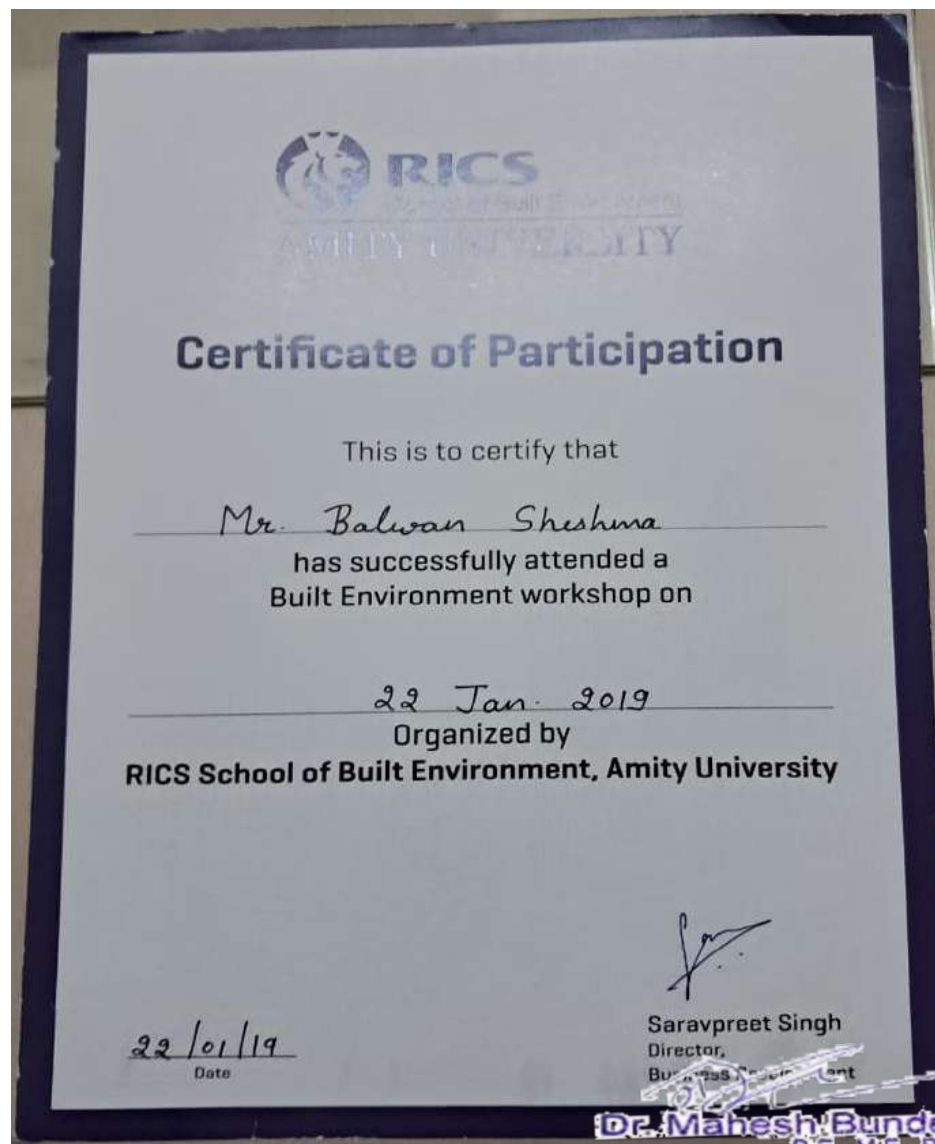 RICS
AMITY UNIVERSITY
Certificate of Participation
This is to certify that
Mr. Balwan Sheshma
has successfully attended a
Built Environment workshop on
22 Jan. 2019
Organized by
RICS School of Built Environment, Amity University
22/01/19
Date
Saravpreet Singh
Director,
Dr. Mahesh Bund